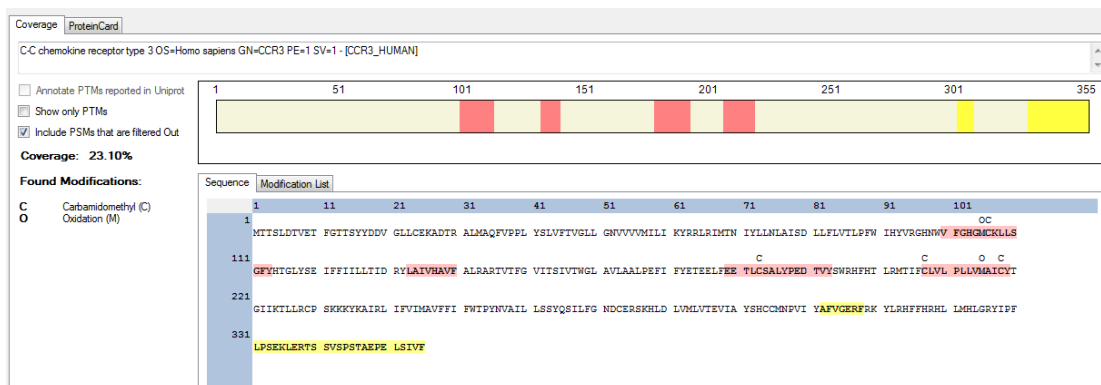 Coverage ProteinCard
C-C chemokine receptor type 3 OS=Homo sapiens GN=CCR3 PE=1 SV=1 - [CCR3_HUMAN]
Annotate PTMs reported in Uniprot
Show only PTMs
Include PSMs that are filtered Out
Coverage: 23.10%
Found Modifications:
C Carbamidomethyl (C)
O Oxidation (M)
1 51 101 151 201 251 301 355
Sequence Modification List
1 11 21 31 41 51 61 71 81 91 101
OC
1
MTTSLDTVET FGTTSYYDDV GLLCEKADTR ALMAQFVPPL YSLVFTVGLL GNVVVVMILI KYRRLRIMTN IYLLNLAISD LLFLVTLPFW IHYVRGHNWV FGHGMCKLLS
C C O C
111
GFYHTGLYSE IFFIILLTID RYLAIVHAVF ALRARTVTFG VITSIVTWGL AVLAALPEFI FYETEELFEE TLCSALYPED TVYSWRHFHT LRMTIFCLVL PLLVMAICYT
221
GIIKTLLRCP SKKKYKAIRL IFVIMAVFFI FWTPYNVAIL LSSYQSILFG NDCERSKHLD LVMLVTEVIA YSHCCMNPVI YAFVGERFRK YLRHFFHRHL LMHLGRYIPF
331
LPSEKLERTS SVSPSTAEPE LSIVF